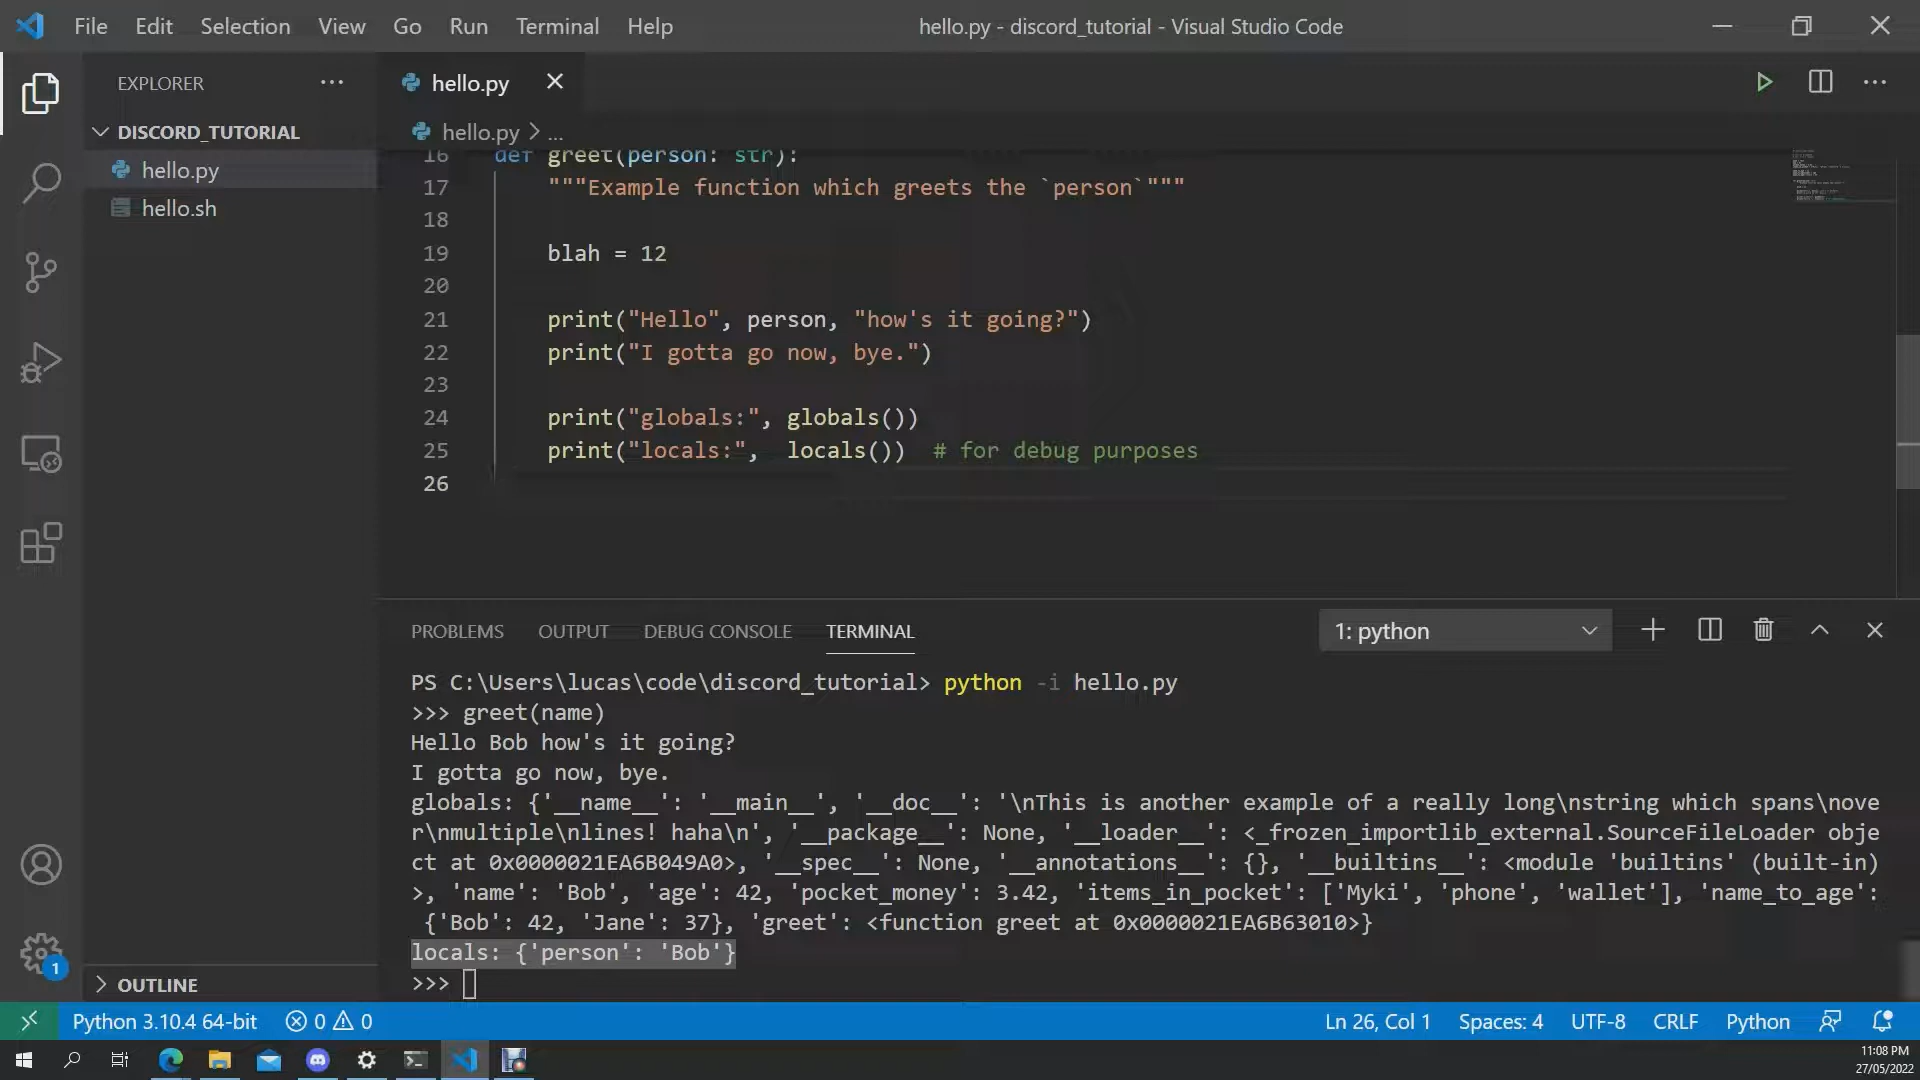 File Edit Selection View Go Run Terminal Help
hello.py - discord_tutorial - Visual Studio Code
EXPLORER
hello.py
DISCORD_TUTORIAL
hello.py > ...
hello.py
hello.sh
16 def greet(person: str):
17 """Example function which greets the `person`"""
18
19 blah = 12
20
21 print("Hello", person, "how's it going?")
22 print("I gotta go now, bye.")
23
24 print("globals:", globals())
25 print("locals:",  locals())  # for debug purposes
26
PROBLEMS OUTPUT DEBUG CONSOLE TERMINAL
1: python
PS C:\Users\lucas\code\discord_tutorial> python -i hello.py
>>> greet(name)
Hello Bob how's it going?
I gotta go now, bye.
globals: {'__name__': '__main__', '__doc__': '\nThis is another example of a really long\nstring which spans\nove
r\nmultiple\nlines! haha\n', '__package__': None, '__loader__': <_frozen_importlib_external.SourceFileLoader obje
ct at 0x0000021EA6B049A0>, '__spec__': None, '__annotations__': {}, '__builtins__': <module 'builtins' (built-in)
>, 'name': 'Bob', 'age': 42, 'pocket_money': 3.42, 'items_in_pocket': ['Myki', 'phone', 'wallet'], 'name_to_age':
{'Bob': 42, 'Jane': 37}, 'greet': <function greet at 0x0000021EA6B63010>}
locals: {'person': 'Bob'}
>>>
1
OUTLINE
Python 3.10.4 64-bit 0 0
Ln 26, Col 1 Spaces: 4 UTF-8 CRLF Python
11:08 PM
27/05/2022